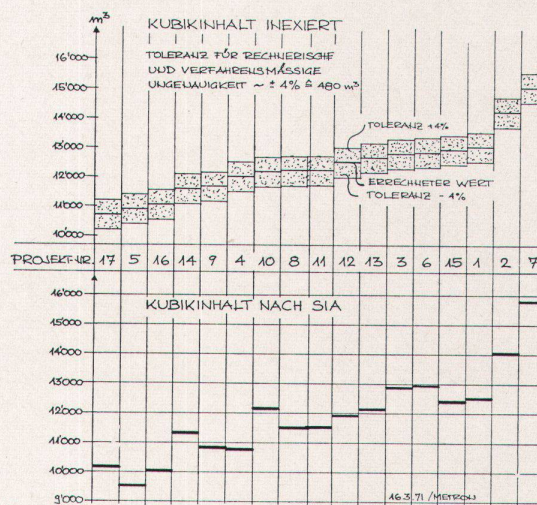 m³
KUBIKINHALT INEXIERT
TOLERANZ FÜR RECHNERISCHE
UND VERFAHRENSMÄSSIGE
UNGENAUIGKEIT ~ ± 4% ≙ 480 m³
16'000
15'000
14'000
13'000
12'000
11'000
10'000
TOLERANZ +4%
ERRECHNETER WERT
TOLERANZ - 4%
PROJEKT-NR. 17 5 16 14 9 4 10 8 11 12 13 3 6 15 1 2 7
KUBIKINHALT NACH SIA
16'000
15'000
14'000
13'000
12'000
11'000
10'000
9'000
16.3.71 / METRON